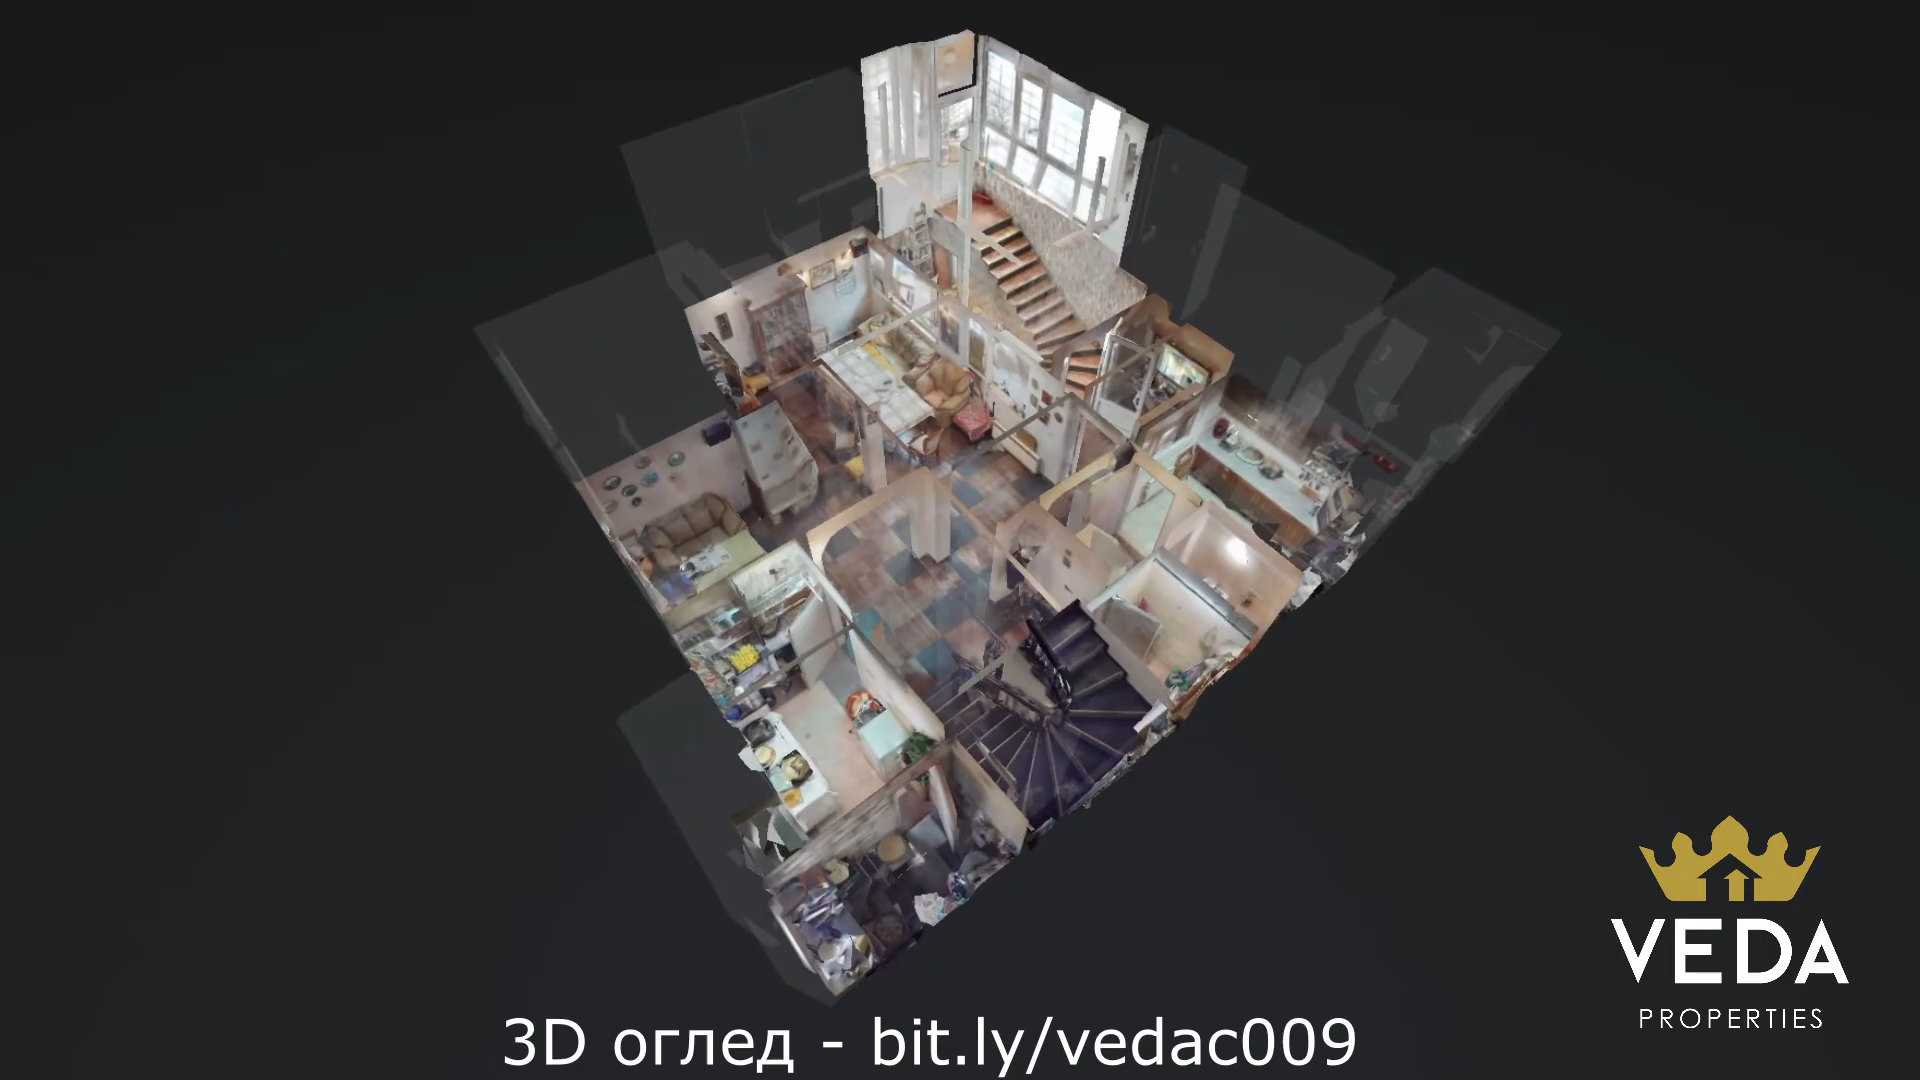 VEDA
PROPERTIES
3D оглед - bit.ly/vedac009